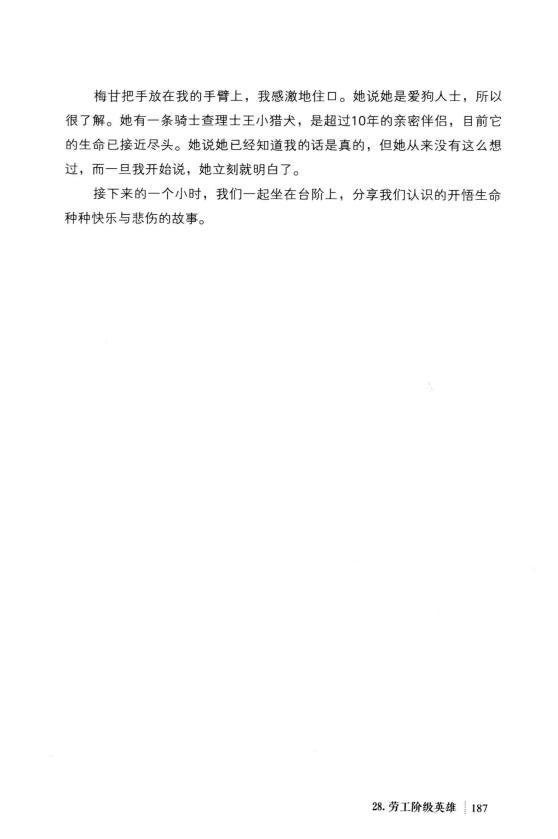 梅甘把手放在我的手臂上，我感激地住口。她说她是爱狗人士，所以
很了解。她有一条骑士查理士王小猎犬，是超过10年的亲密伴侣，目前它
的生命已接近尽头。她说她已经知道我的话是真的，但她从来没有这么想
过，而一旦我开始说，她立刻就明白了。
接下来的一个小时，我们一起坐在台阶上，分享我们认识的开悟生命
种种快乐与悲伤的故事。
28. 劳工阶级英雄 187